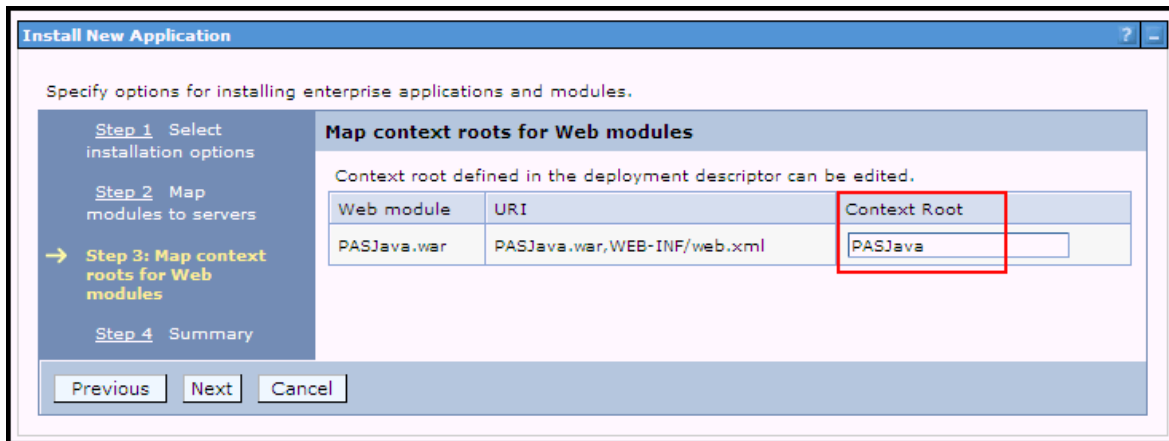 Install New Application ? –
Specify options for installing enterprise applications and modules.
Step 1 Select
installation options
Step 2 Map
modules to servers
Step 3: Map context
roots for Web
modules
Step 4 Summary
Map context roots for Web modules
Context root defined in the deployment descriptor can be edited.
Web module URI Context Root
PASJava.war PASJava.war,WEB-INF/web.xml PASJava
Previous Next Cancel